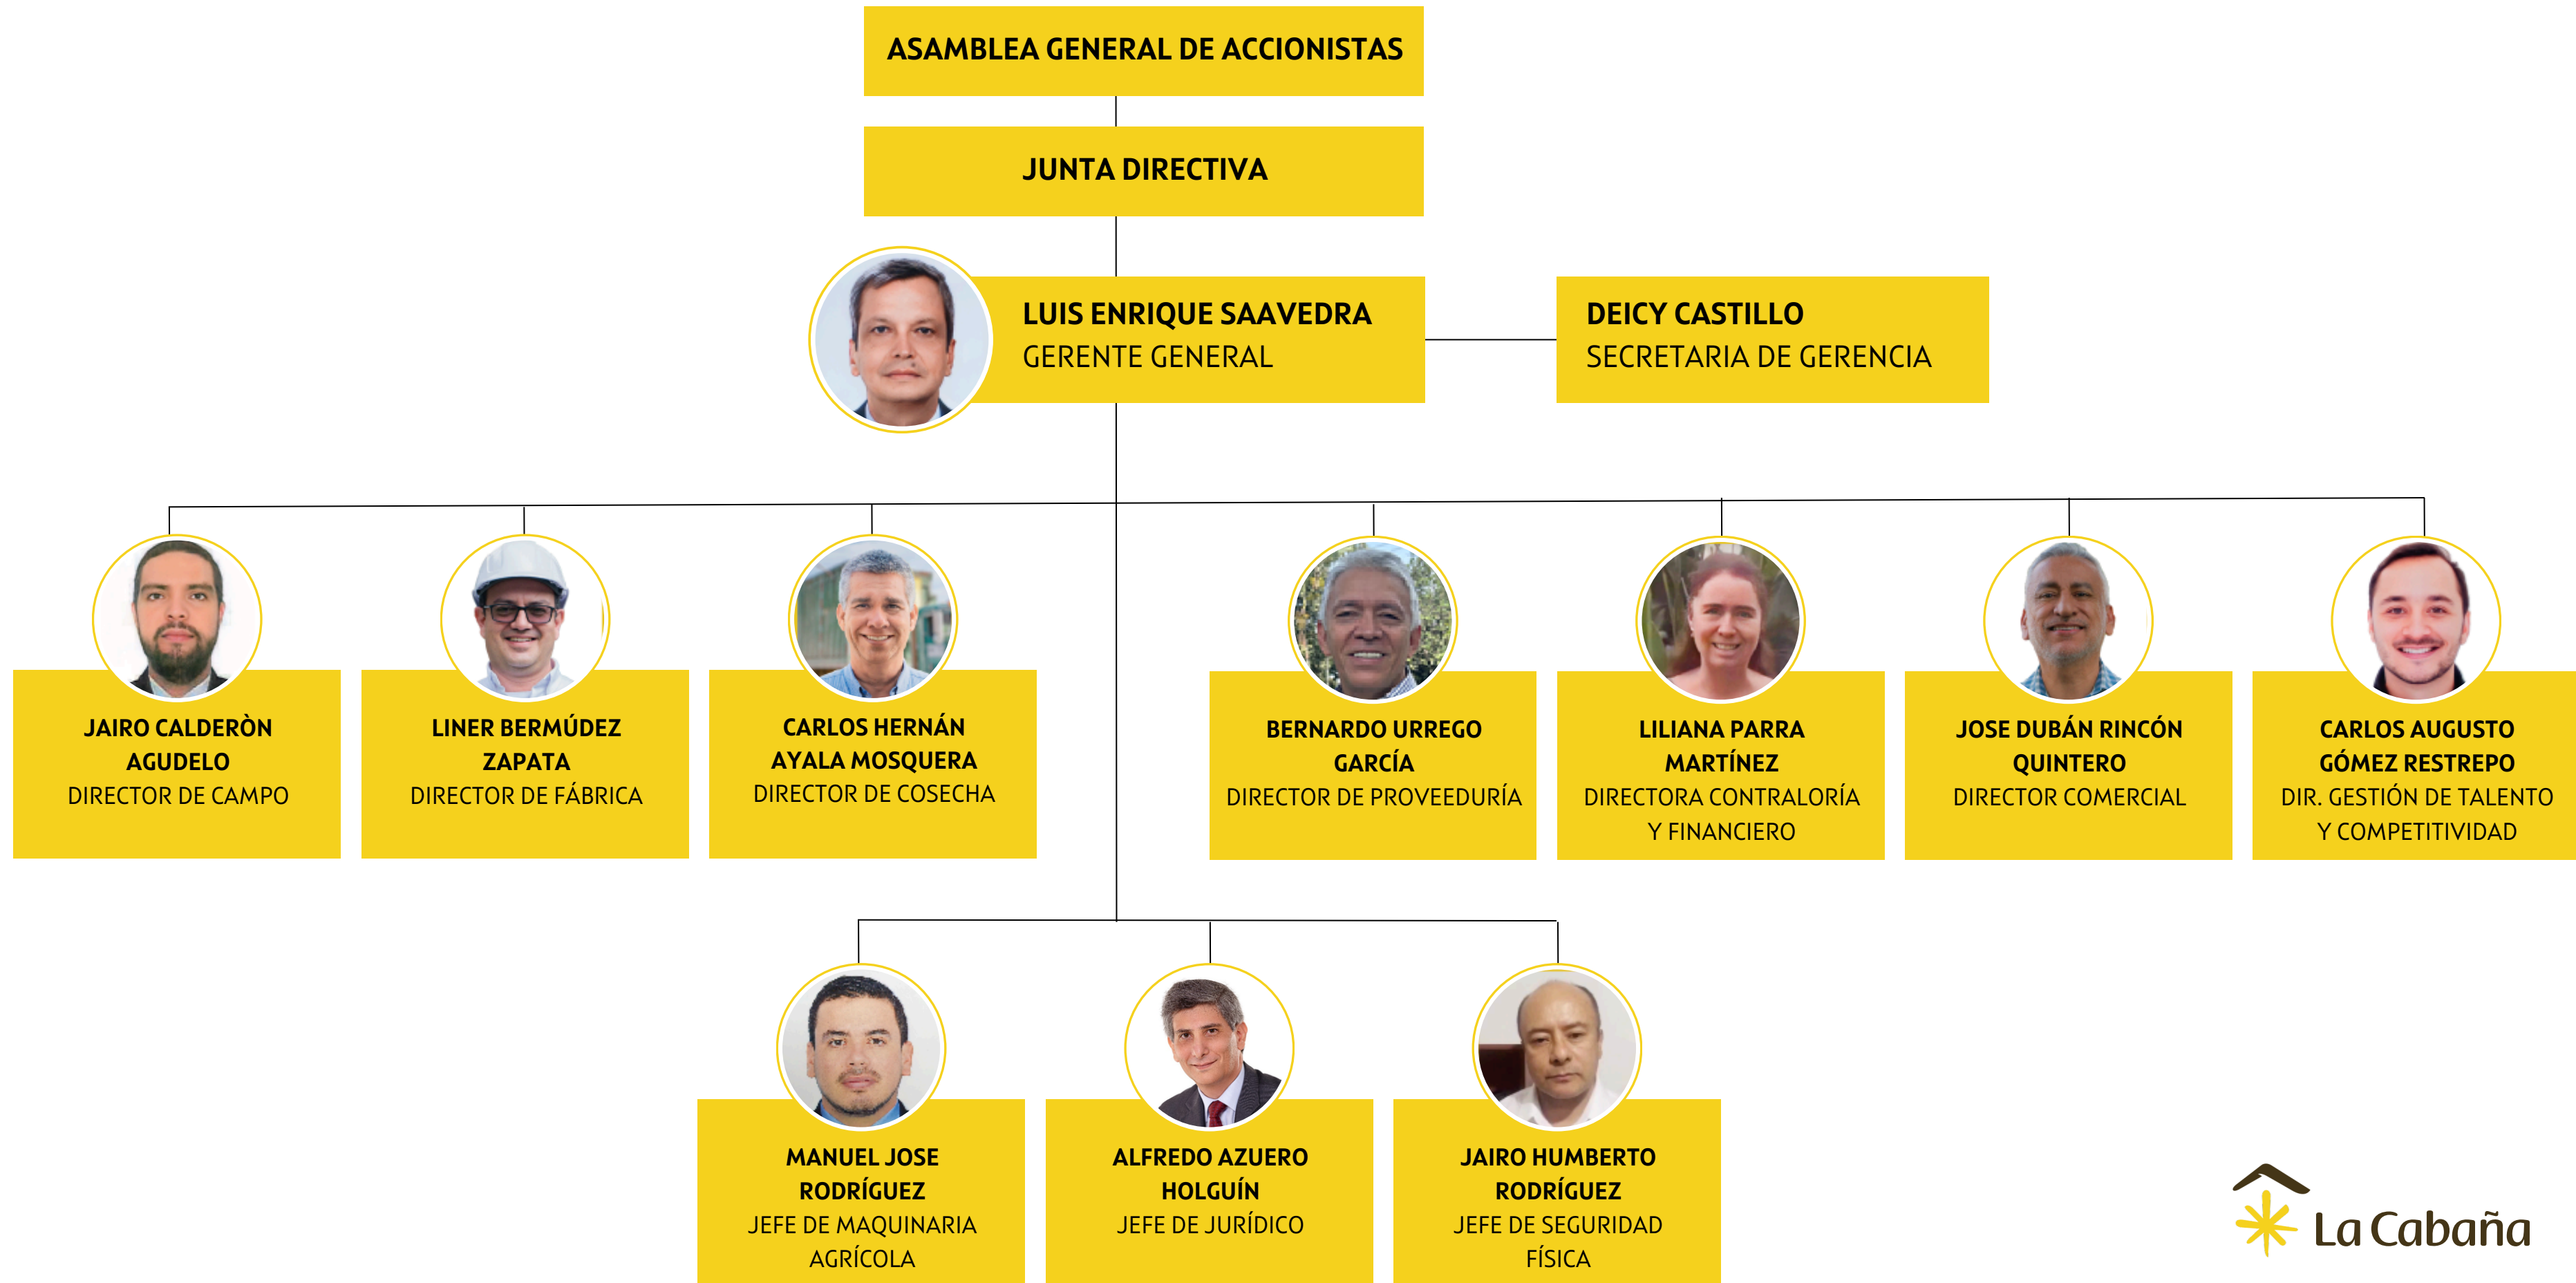 ASAMBLEA GENERAL DE ACCIONISTAS
JUNTA DIRECTIVA
LUIS ENRIQUE SAAVEDRA
GERENTE GENERAL
DEICY CASTILLO
SECRETARIA DE GERENCIA
JAIRO CALDERÒN
AGUDELO
DIRECTOR DE CAMPO
LINER BERMÚDEZ
ZAPATA
DIRECTOR DE FÁBRICA
CARLOS HERNÁN
AYALA MOSQUERA
DIRECTOR DE COSECHA
BERNARDO URREGO
GARCÍA
DIRECTOR DE PROVEEDURÍA
LILIANA PARRA
MARTÍNEZ
DIRECTORA CONTRALORÍA
Y FINANCIERO
JOSE DUBÁN RINCÓN
QUINTERO
DIRECTOR COMERCIAL
CARLOS AUGUSTO
GÓMEZ RESTREPO
DIR. GESTIÓN DE TALENTO
Y COMPETITIVIDAD
MANUEL JOSE
RODRÍGUEZ
JEFE DE MAQUINARIA
AGRÍCOLA
ALFREDO AZUERO
HOLGUÍN
JEFE DE JURÍDICO
JAIRO HUMBERTO
RODRÍGUEZ
JEFE DE SEGURIDAD
FÍSICA
La Cabaña